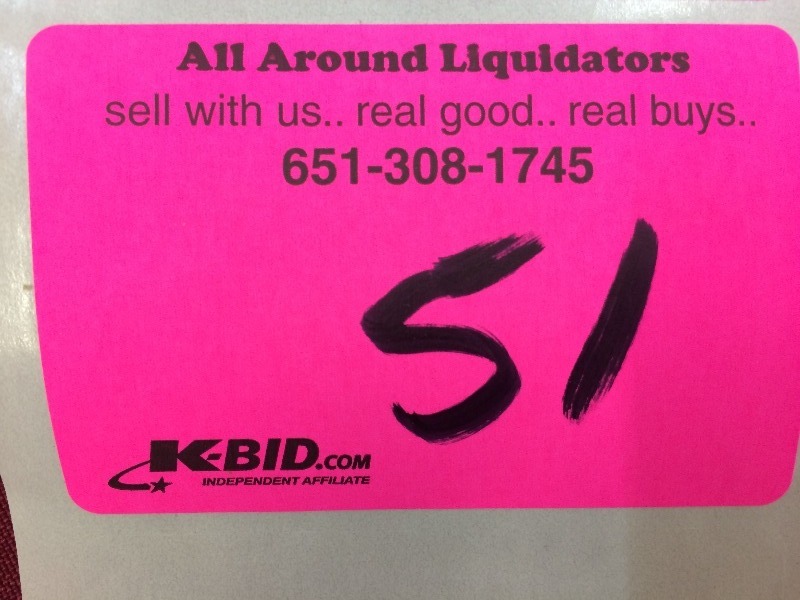 All Around Liquidators
sell with us.. real good.. real buys..
651-308-1745
51
K-BID.COM
INDEPENDENT AFFILIATE